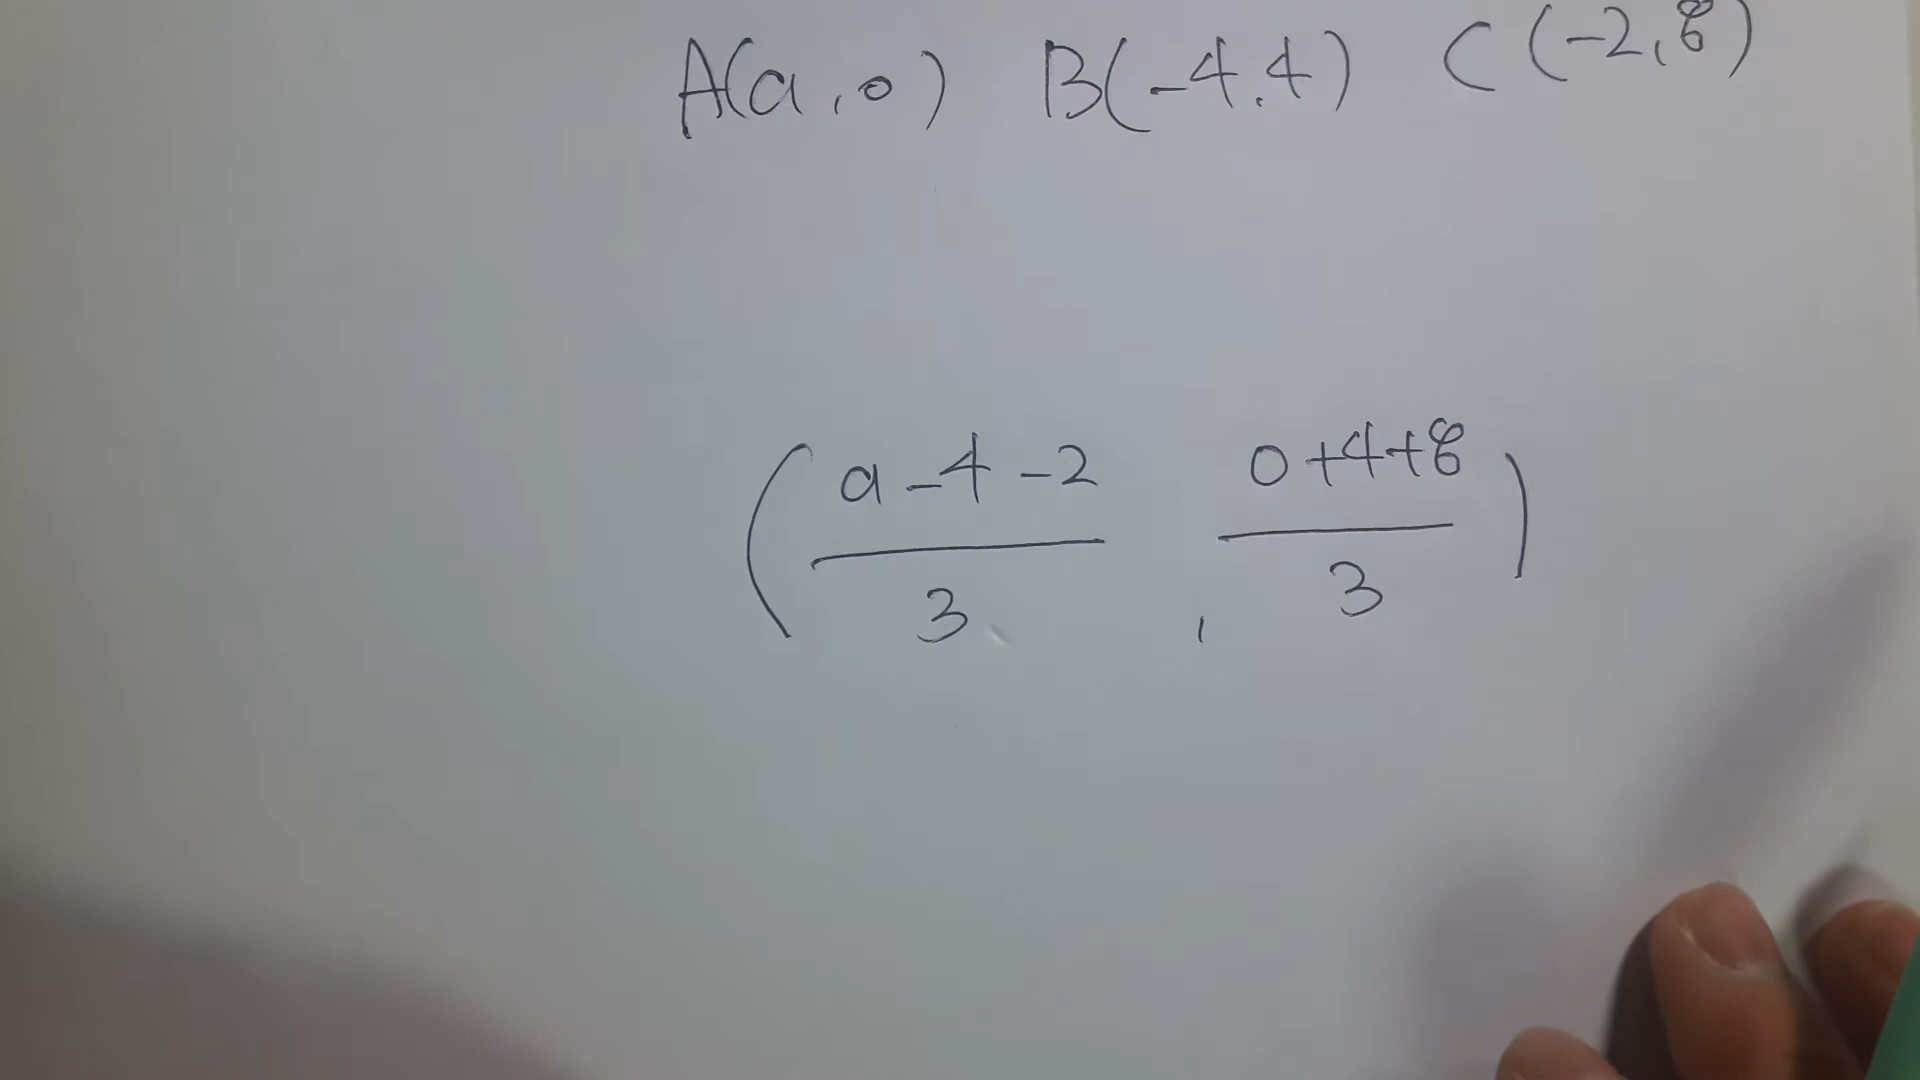 A(a,0) B(-4.4) C(-2,8)
a-4-2 0+4+8
( ——— , ——— )
3 3